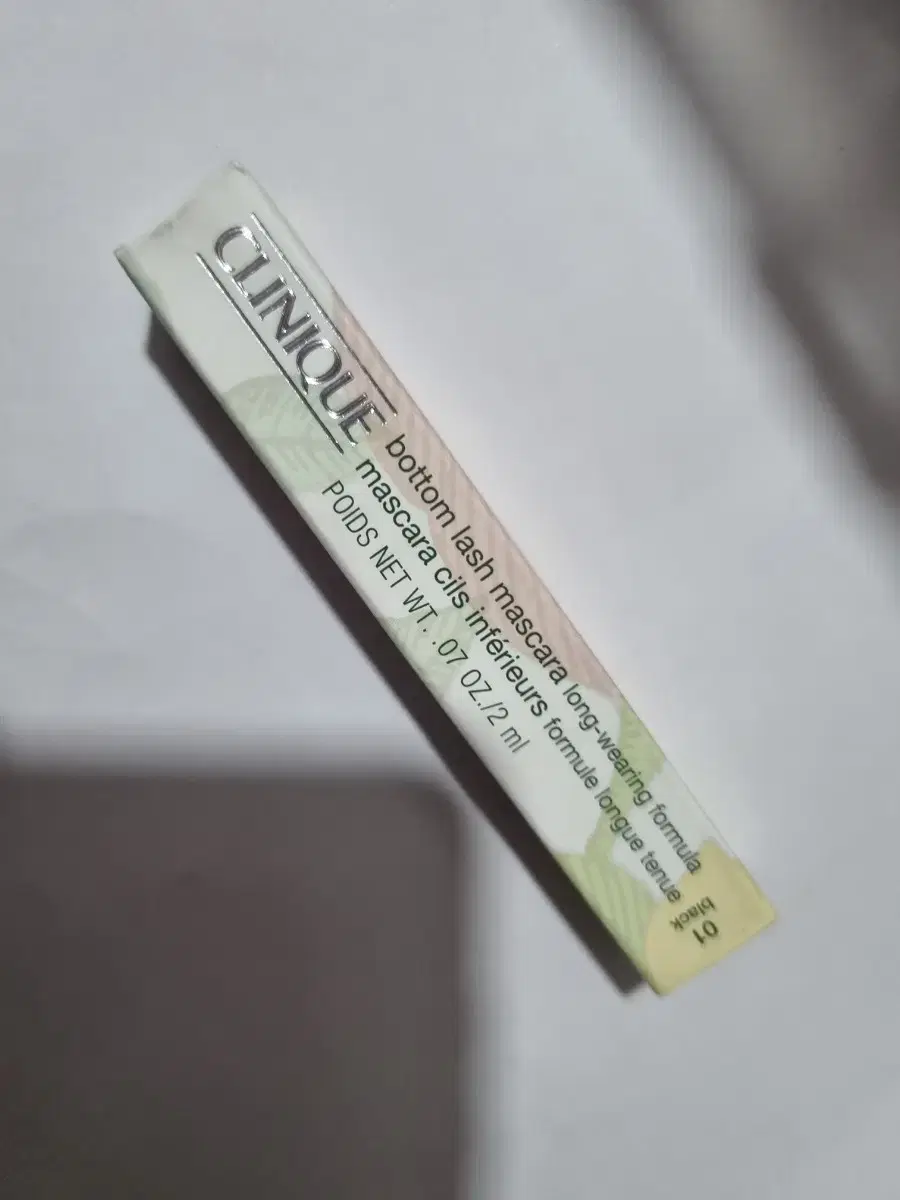 CLINIQUE
bottom lash mascara long-wearing formula
mascara cils inférieurs formule longue tenue
POIDS NET WT. .07 OZ./2 ml
01
black